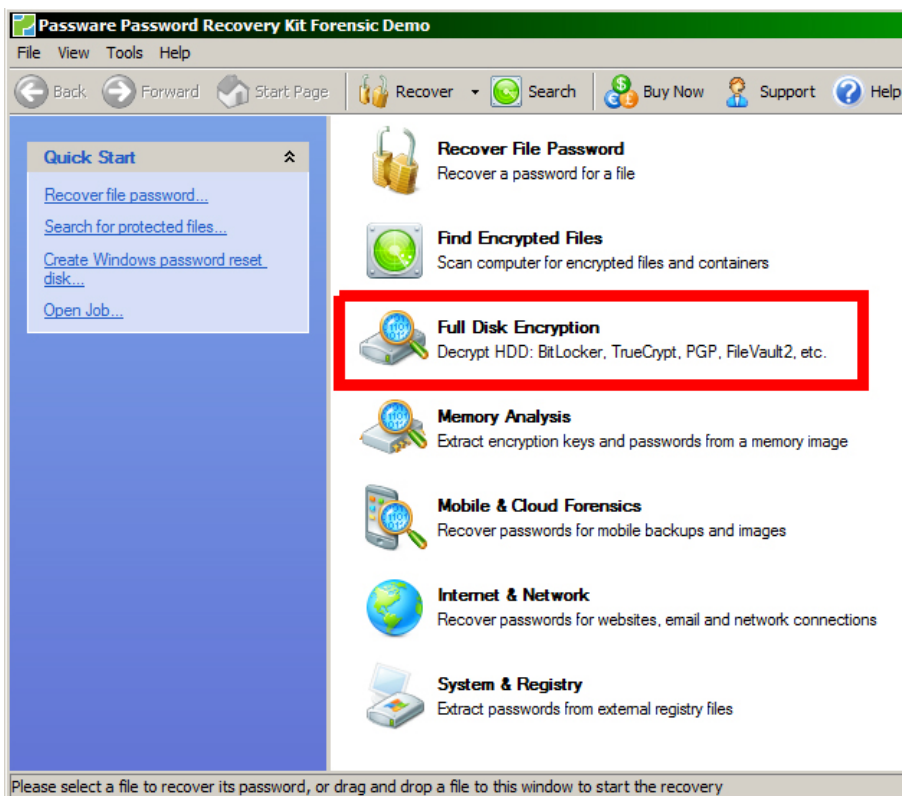 Passware Password Recovery Kit Forensic Demo
File View Tools Help
Back Forward Start Page Recover Search Buy Now Support Help
Quick Start
Recover file password...
Search for protected files...
Create Windows password reset
disk...
Open Job...
Recover File Password
Recover a password for a file
Find Encrypted Files
Scan computer for encrypted files and containers
Full Disk Encryption
Decrypt HDD: BitLocker, TrueCrypt, PGP, FileVault2, etc.
Memory Analysis
Extract encryption keys and passwords from a memory image
Mobile & Cloud Forensics
Recover passwords for mobile backups and images
Internet & Network
Recover passwords for websites, email and network connections
System & Registry
Extract passwords from external registry files
Please select a file to recover its password, or drag and drop a file to this window to start the recovery